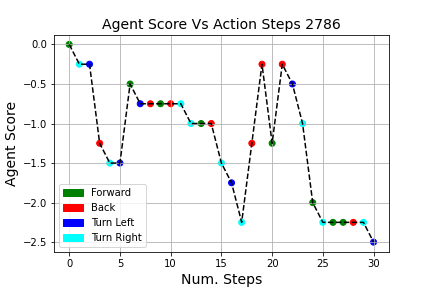 Agent Score Vs Action Steps 2786
Agent Score
0.0
−0.5
−1.0
−1.5
−2.0
−2.5
Forward
Back
Turn Left
Turn Right
0 5 10 15 20 25 30
Num. Steps